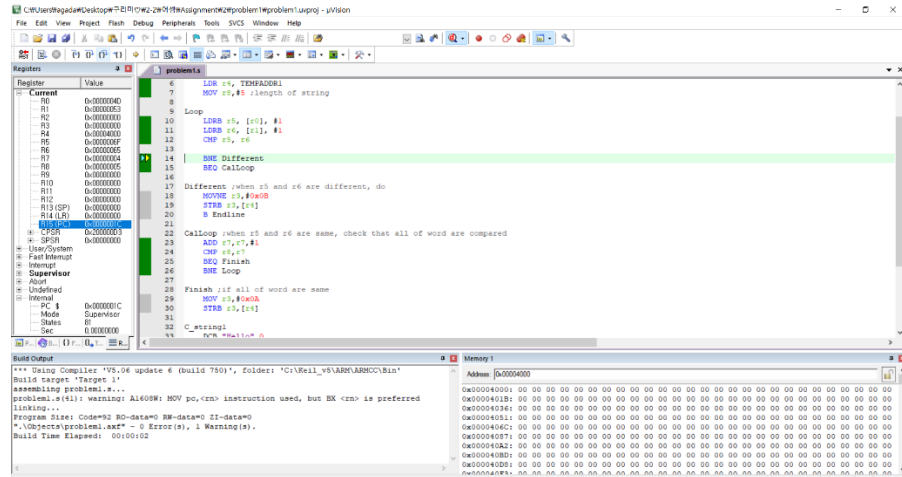 C:₩Users₩agada₩Desktop₩구리미₩2-2₩어셈₩Assignment₩2₩problem1₩problem1.uvproj - µVision
File Edit View Project Flash Debug Peripherals Tools SVCS Window Help
Registers
Register Value
Current
R0 0x0000004D
R1 0x00000053
R2 0x00000000
R3 0x00000000
R4 0x00004000
R5 0x0000006F
R6 0x00000065
R7 0x00000004
R8 0x00000005
R9 0x00000000
R10 0x00000000
R11 0x00000000
R12 0x00000000
R13 (SP) 0x00000000
R14 (LR) 0x00000000
R15 (PC) 0x0000001C
CPSR 0x200000D3
SPSR 0x00000000
User/System
Fast Interrupt
Interrupt
Supervisor
Abort
Undefined
Internal
PC $ 0x0000001C
Mode Supervisor
States 81
Sec 0.00000000
problem1.s
6 LDR r4, TEMPADDR1
7 MOV r8,#5 ;length of string
8
9 Loop
10 LDRB r5, [r0], #1
11 LDRB r6, [r1], #1
12 CMP r5, r6
13
14 BNE Different
15 BEQ CalLoop
16
17 Different ;when r5 and r6 are different, do
18 MOVNE r3,#0x0B
19 STRB r3,[r4]
20 B Endline
21
22 CalLoop ;when r5 and r6 are same, check that all of word are compared
23 ADD r7,r7,#1
24 CMP r8,r7
25 BEQ Finish
26 BNE Loop
27
28 Finish ;if all of word are same
29 MOV r3,#0x0A
30 STRB r3,[r4]
31
32 C_string1
33 DCB "Hello",0
Build Output
*** Using Compiler 'V5.06 update 6 (build 750)', folder: 'C:\Keil_v5\ARM\ARMCC\Bin'
Build target 'Target 1'
assembling problem1.s...
problem1.s(41): warning: A1608W: MOV pc,<rn> instruction used, but BX <rn> is preferred
linking...
Program Size: Code=92 RO-data=0 RW-data=0 ZI-data=0
".\Objects\problem1.axf" - 0 Error(s), 1 Warning(s).
Build Time Elapsed: 00:00:02
Memory 1
Address: 0x00004000
0x00004000: 00 00 00 00 00 00 00 00 00 00 00 00 00 00 00 00 00 00 00 00 00 00 00 00 00 00 00
0x0000401B: 00 00 00 00 00 00 00 00 00 00 00 00 00 00 00 00 00 00 00 00 00 00 00 00 00 00 00
0x00004036: 00 00 00 00 00 00 00 00 00 00 00 00 00 00 00 00 00 00 00 00 00 00 00 00 00 00 00
0x00004051: 00 00 00 00 00 00 00 00 00 00 00 00 00 00 00 00 00 00 00 00 00 00 00 00 00 00 00
0x0000406C: 00 00 00 00 00 00 00 00 00 00 00 00 00 00 00 00 00 00 00 00 00 00 00 00 00 00 00
0x00004087: 00 00 00 00 00 00 00 00 00 00 00 00 00 00 00 00 00 00 00 00 00 00 00 00 00 00 00
0x000040A2: 00 00 00 00 00 00 00 00 00 00 00 00 00 00 00 00 00 00 00 00 00 00 00 00 00 00 00
0x000040BD: 00 00 00 00 00 00 00 00 00 00 00 00 00 00 00 00 00 00 00 00 00 00 00 00 00 00 00
0x000040D8: 00 00 00 00 00 00 00 00 00 00 00 00 00 00 00 00 00 00 00 00 00 00 00 00 00 00 00